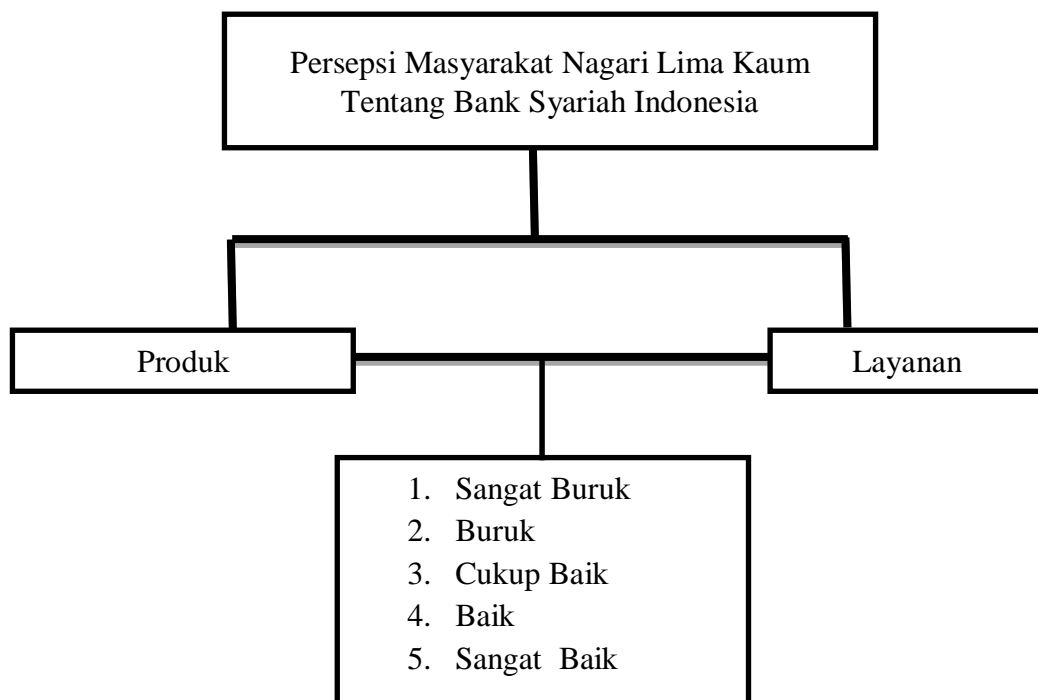 Persepsi Masyarakat Nagari Lima Kaum
Tentang Bank Syariah Indonesia
Produk
Layanan
1. Sangat Buruk
2. Buruk
3. Cukup Baik
4. Baik
5. Sangat Baik